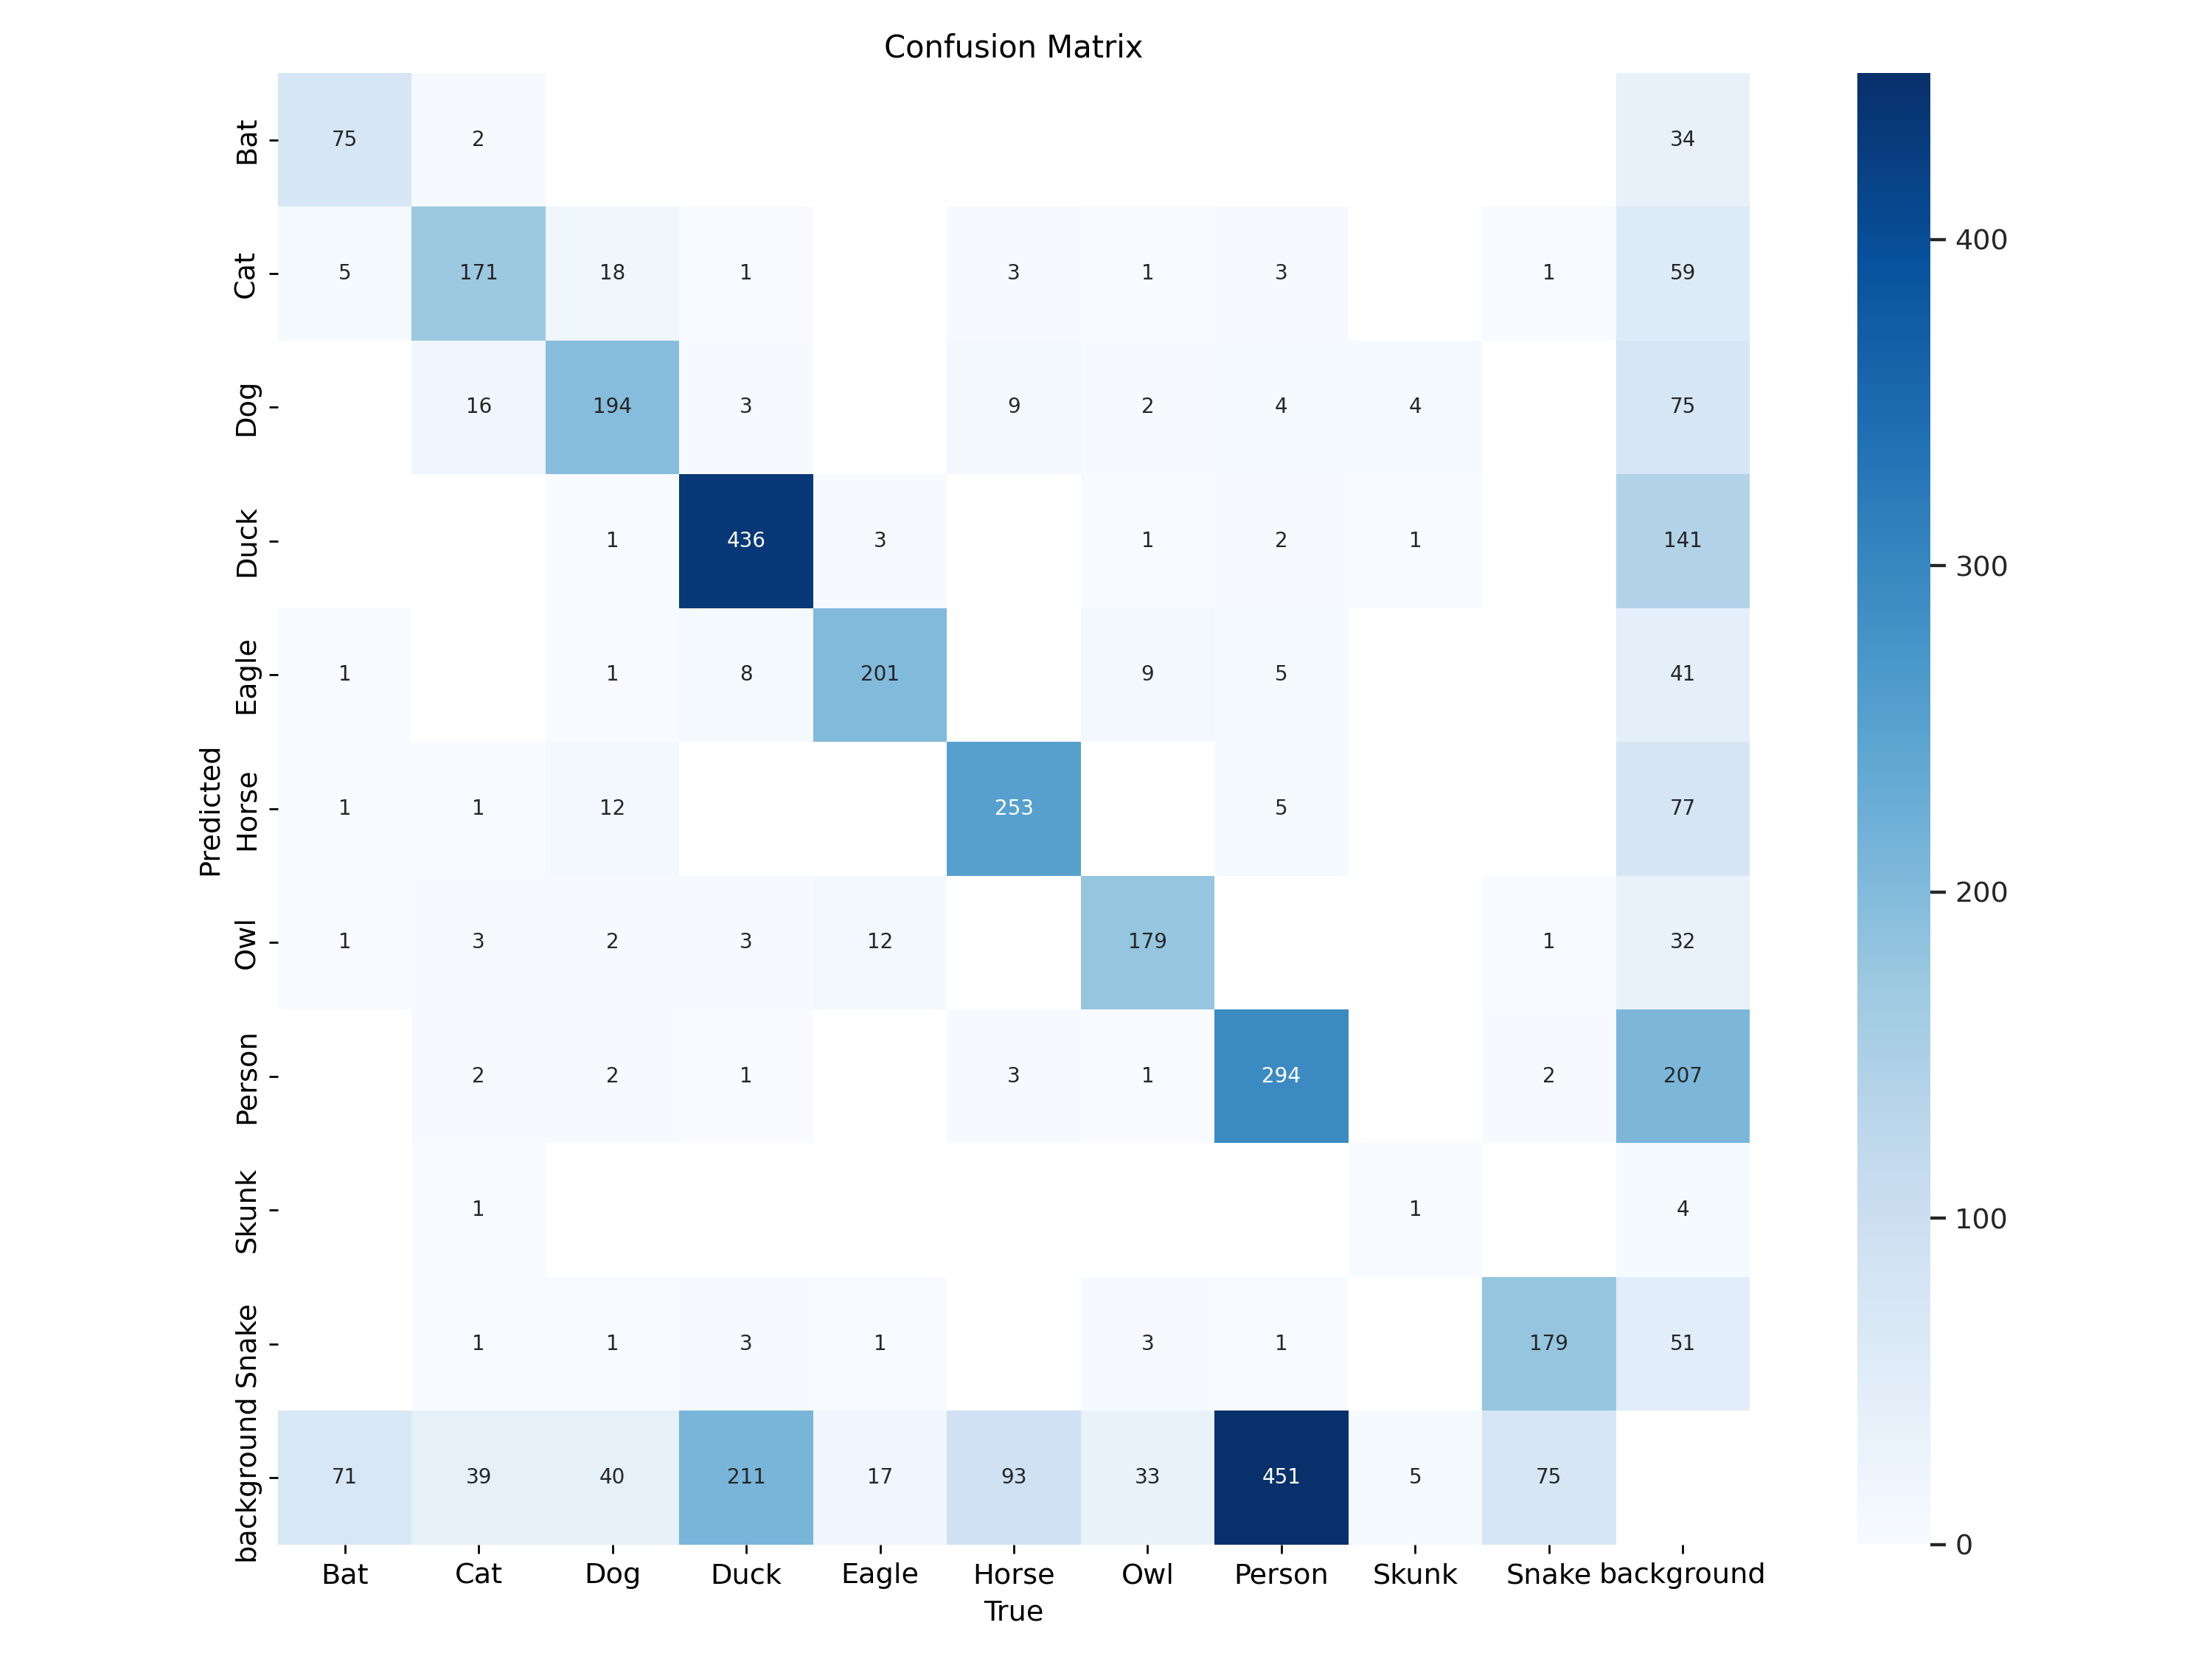 Confusion Matrix
Predicted
Bat 75 2 34
Cat 5 171 18 1 3 1 3 1 59
Dog 16 194 3 9 2 4 4 75
Duck 1 436 3 1 2 1 141
Eagle 1 1 8 201 9 5 41
Horse 1 1 12 253 5 77
Owl 1 3 2 3 12 179 1 32
Person 2 2 1 3 1 294 2 207
Skunk 1 1 4
Snake 1 1 3 1 3 1 179 51
background 71 39 40 211 17 93 33 451 5 75
Bat Cat Dog Duck Eagle Horse Owl Person Skunk Snake background
True
400
300
200
100
0